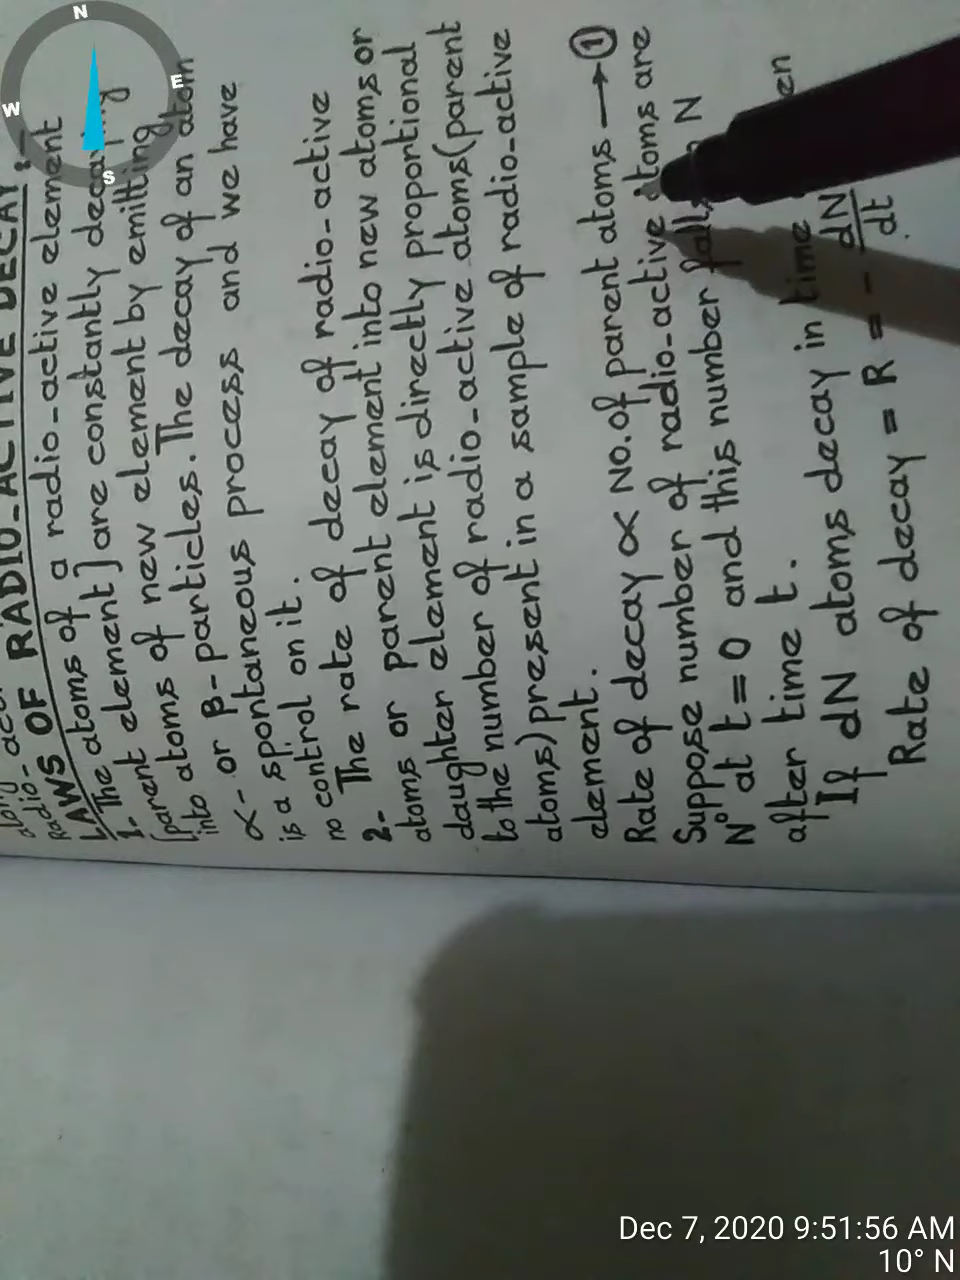 LAWS OF RADIO-ACTIVE DECAY :-
1- The atoms of a radio-active element
(parent element] are constantly decaying
into atoms of new element by emitting
α- or β-particles. The decay of an atom
is a spontaneous process and we have
no control on it.
2- The rate of decay of radio-active
atoms or parent element into new atoms or
daughter element is directly proportional
to the number of radio-active atoms(parent
atoms) present in a sample of radio-active
element.
Rate of decay ∝ No. of parent atoms → ①
Suppose number of radio-active atoms are
N° at t = 0 and this number falls N
after time t.
If dN atoms decay in time
Rate of decay = R = - dN/dt
N
E
S
W
Dec 7, 2020 9:51:56 AM
10° N